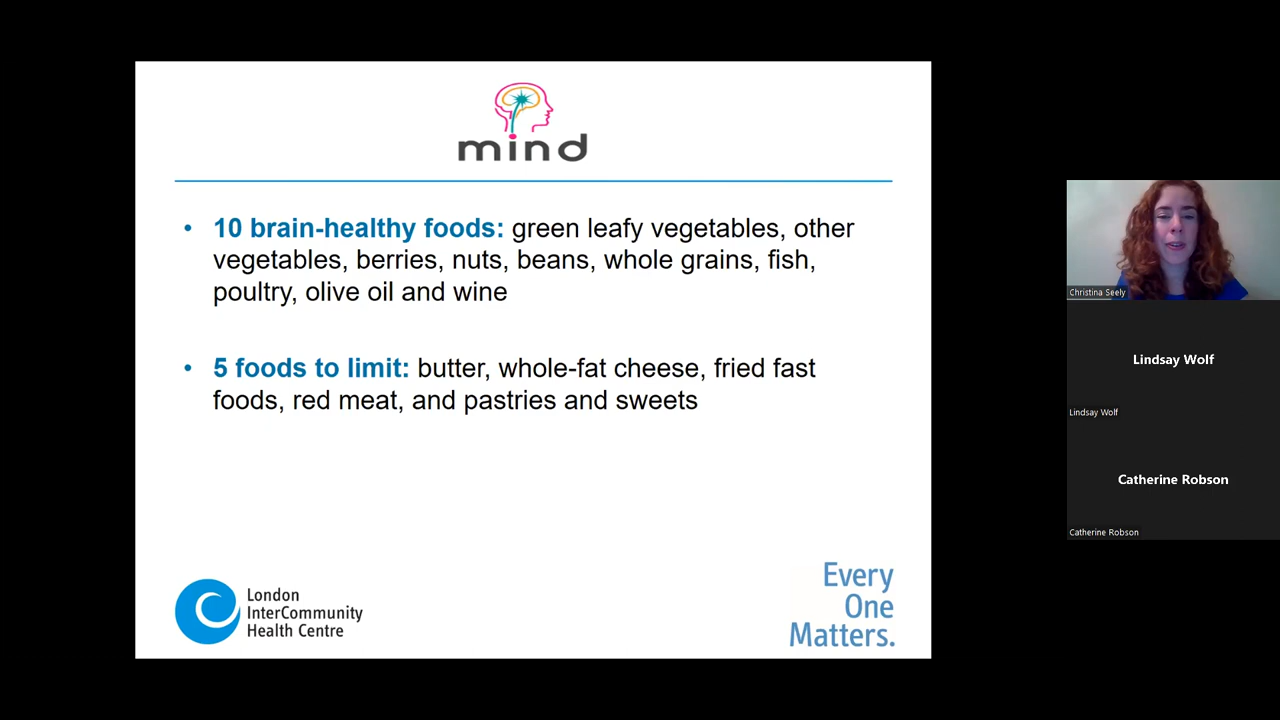 mind
• 10 brain-healthy foods: green leafy vegetables, other
vegetables, berries, nuts, beans, whole grains, fish,
poultry, olive oil and wine
• 5 foods to limit: butter, whole-fat cheese, fried fast
foods, red meat, and pastries and sweets
London
InterCommunity
Health Centre
Every
One
Matters.
Christina Seely
Lindsay Wolf
Lindsay Wolf
Catherine Robson
Catherine Robson